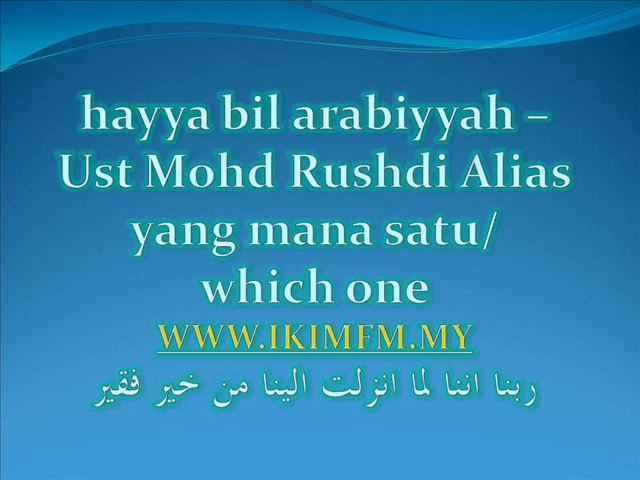 hayya bil arabiyyah –
Ust Mohd Rushdi Alias
yang mana satu/
which one
WWW.IKIMFM.MY
ربنا اننا لما انزلت الينا من خير فقير